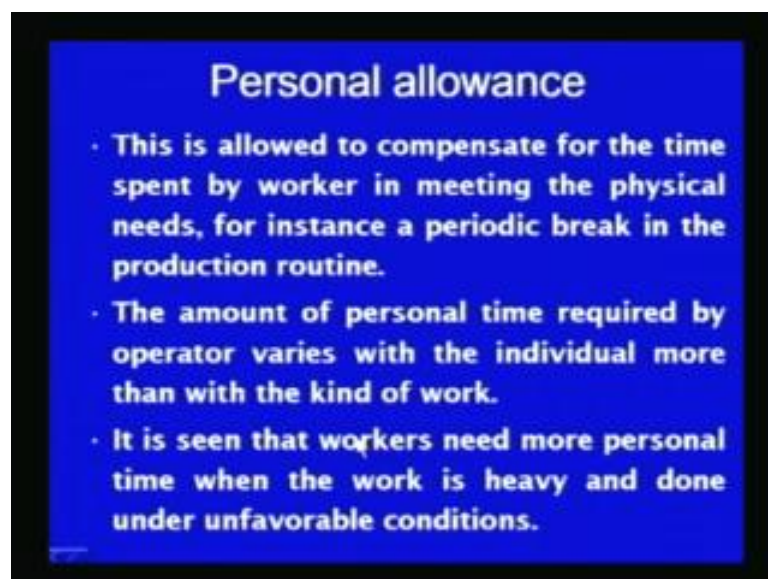 Personal allowance
· This is allowed to compensate for the time
spent by worker in meeting the physical
needs, for instance a periodic break in the
production routine.
· The amount of personal time required by
operator varies with the individual more
than with the kind of work.
· It is seen that workers need more personal
time when the work is heavy and done
under unfavorable conditions.